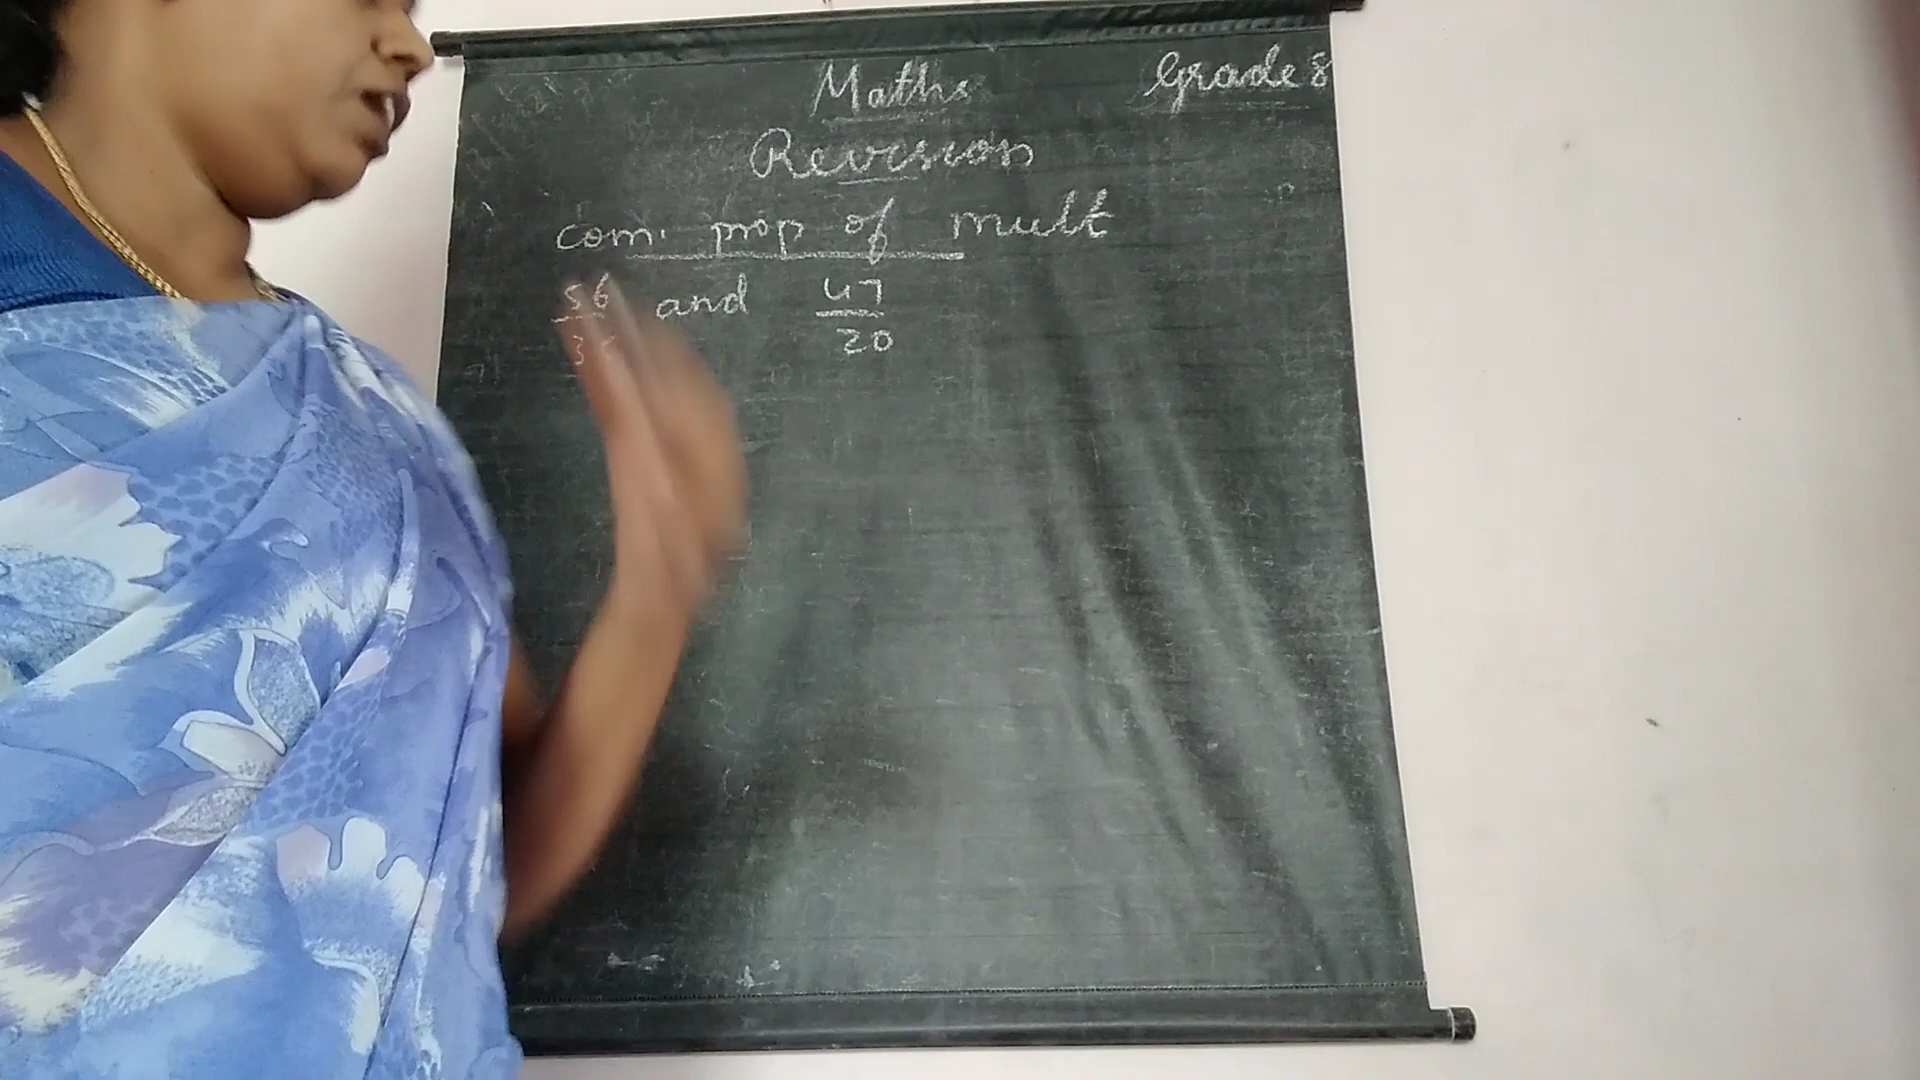 Maths Grade 8
Revision
com. prop of mult
56 and 47
20